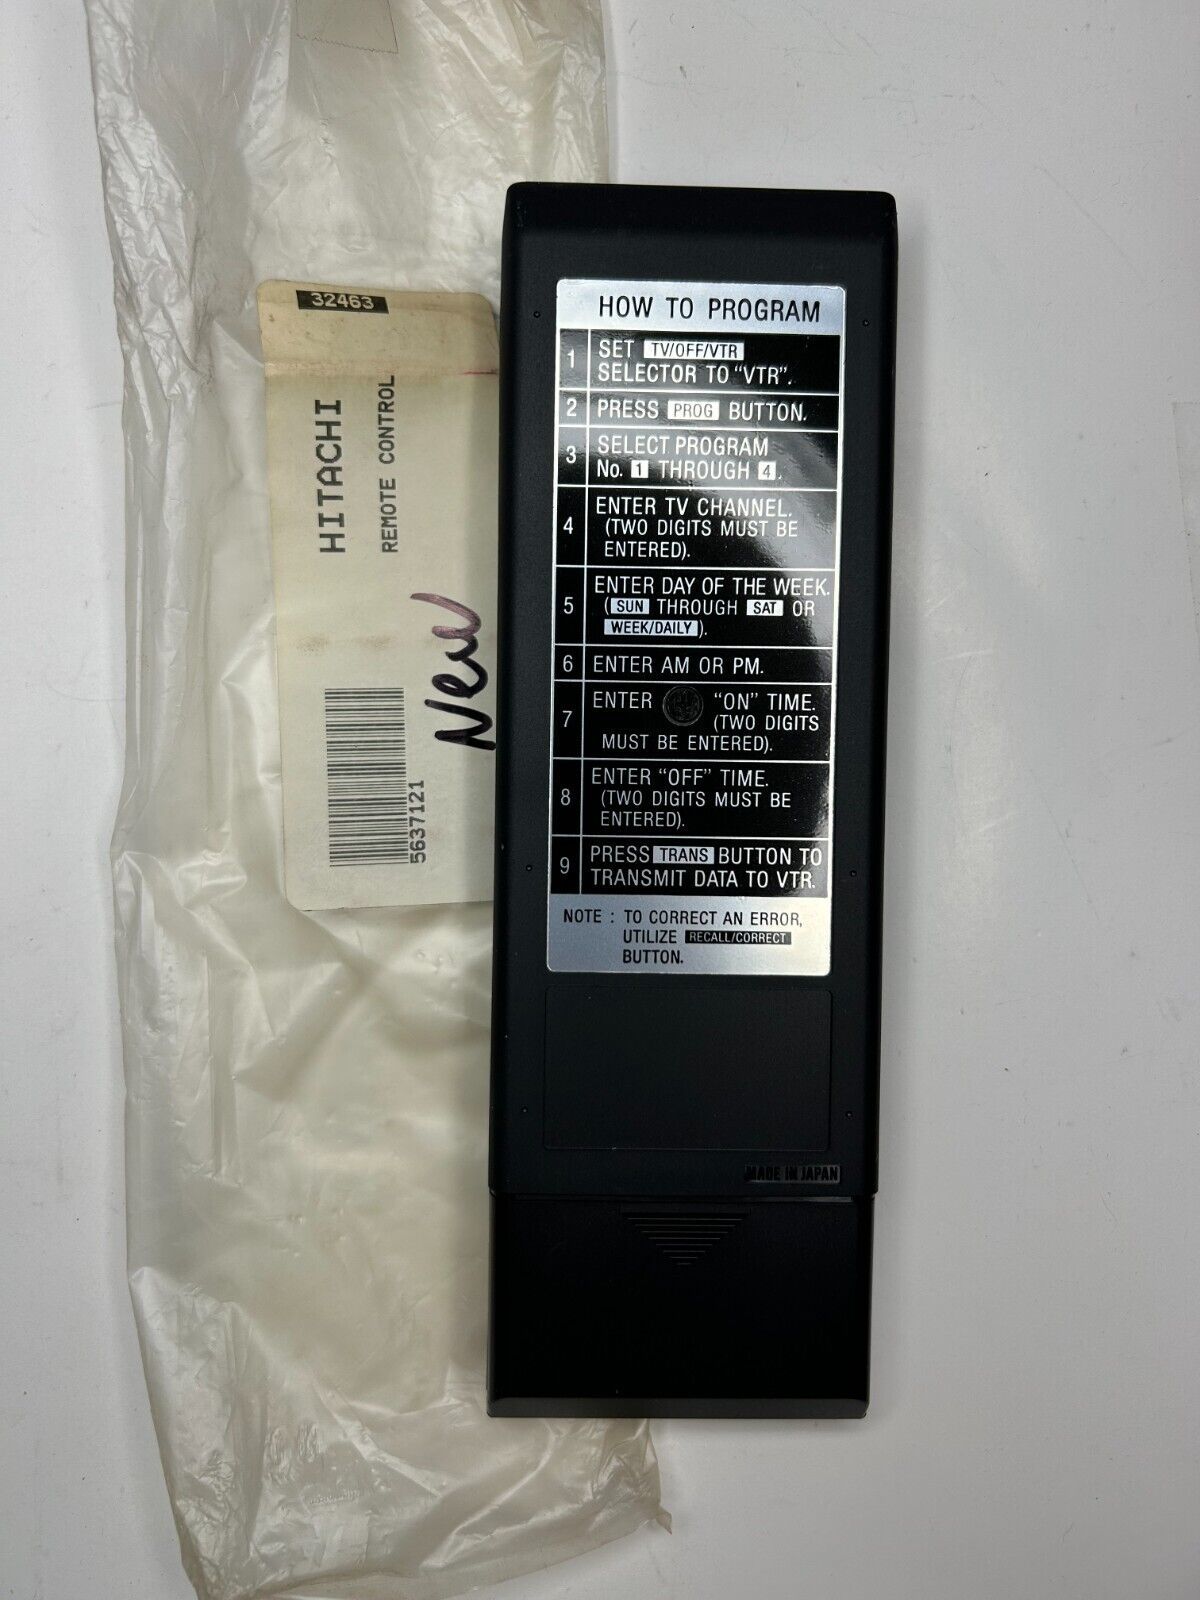 32463
HITACHI
REMOTE CONTROL
New
5637121
HOW TO PROGRAM
1 SET TV/OFF/VTR
SELECTOR TO "VTR".
2 PRESS PROG BUTTON.
3 SELECT PROGRAM
No. 1 THROUGH 4.
4 ENTER TV CHANNEL.
(TWO DIGITS MUST BE
ENTERED).
5 ENTER DAY OF THE WEEK.
(SUN THROUGH SAT OR
WEEK/DAILY).
6 ENTER AM OR PM.
7 ENTER "ON" TIME.
(TWO DIGITS
MUST BE ENTERED).
8 ENTER "OFF" TIME.
(TWO DIGITS MUST BE
ENTERED).
9 PRESS TRANS BUTTON TO
TRANSMIT DATA TO VTR.
NOTE : TO CORRECT AN ERROR,
UTILIZE RECALL/CORRECT
BUTTON.
MADE IN JAPAN